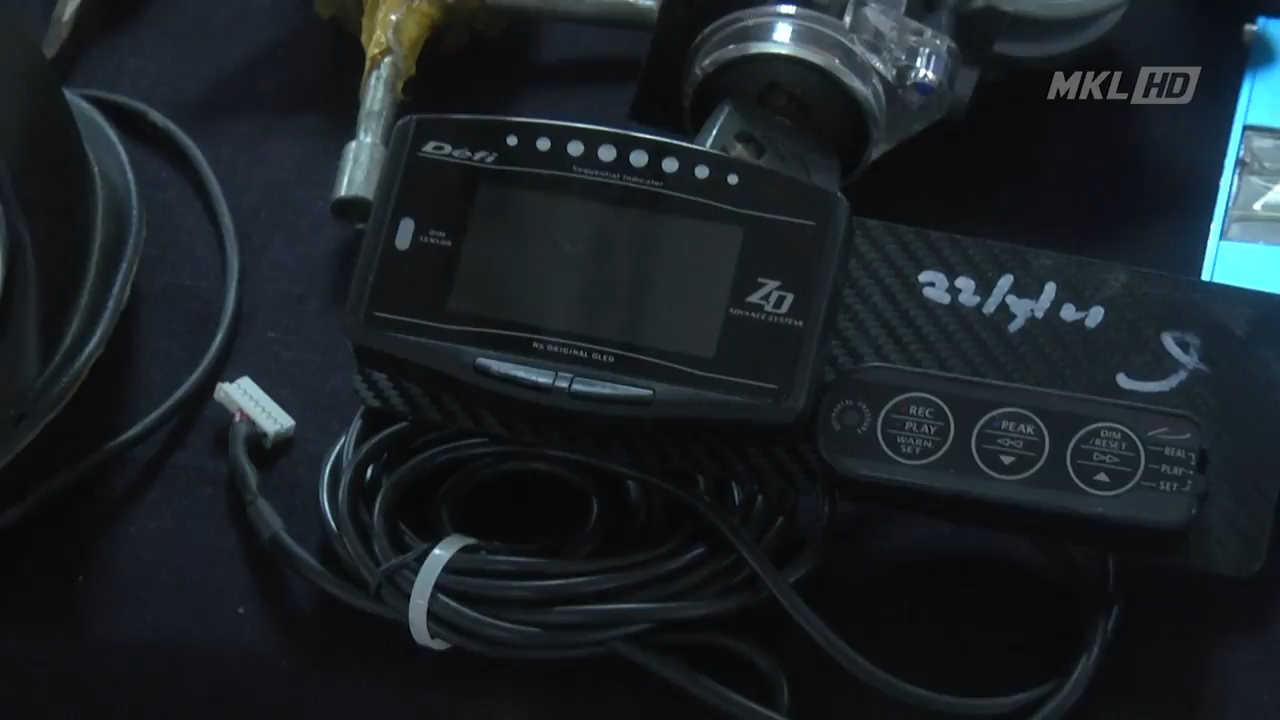 MKL HD
Défi
Sequential Indicator
DIM
SENSOR
ZD
ADVANCE SYSTEM
NS ORIGINAL OLED
REC
PLAY
WARN.
SET
PEAK
DIM
/RESET
REAL
PLAY
SET